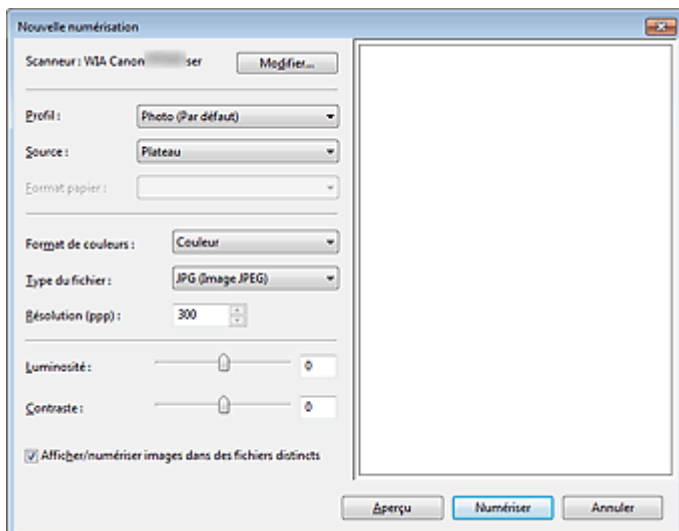 Nouvelle numérisation
Scanneur : WIA Canon ser Modifier...
Profil : Photo (Par défaut)
Source : Plateau
Format papier :
Format de couleurs : Couleur
Type du fichier : JPG (Image JPEG)
Résolution (ppp) : 300
Luminosité : 0
Contraste : 0
Afficher/numériser images dans des fichiers distincts
Aperçu Numériser Annuler